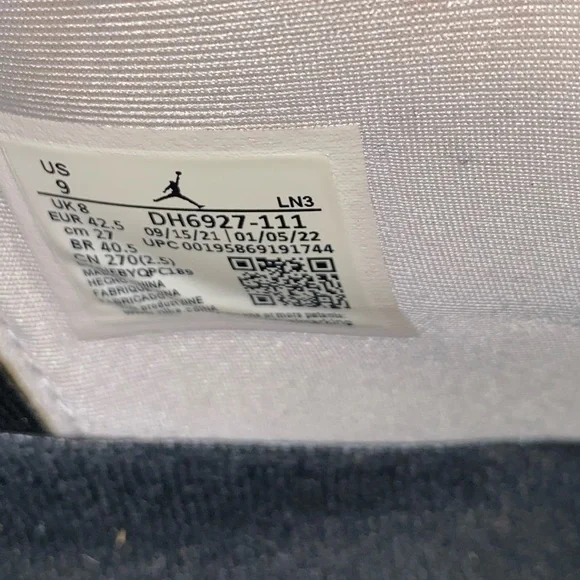 US
9
LN3
UK 8
DH6927-111
EUR 42.5
09/15/21 | 01/05/22
cm 27
UPC 00195869191744
BR 40.5
CN 270(2.5)